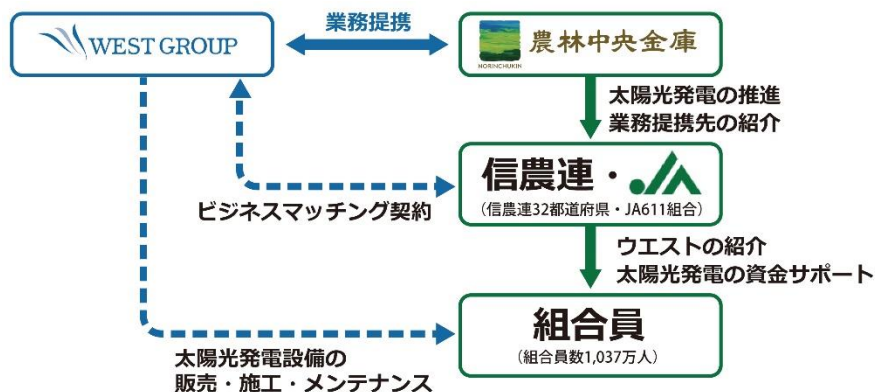 業務提携
WEST GROUP
農林中央金庫
NORINCHUKIN
太陽光発電の推進
業務提携先の紹介
信農連・JA
(信農連32都道府県・JA611組合)
ビジネスマッチング契約
ウエストの紹介
太陽光発電の資金サポート
組合員
(組合員数1,037万人)
太陽光発電設備の
販売・施工・メンテナンス